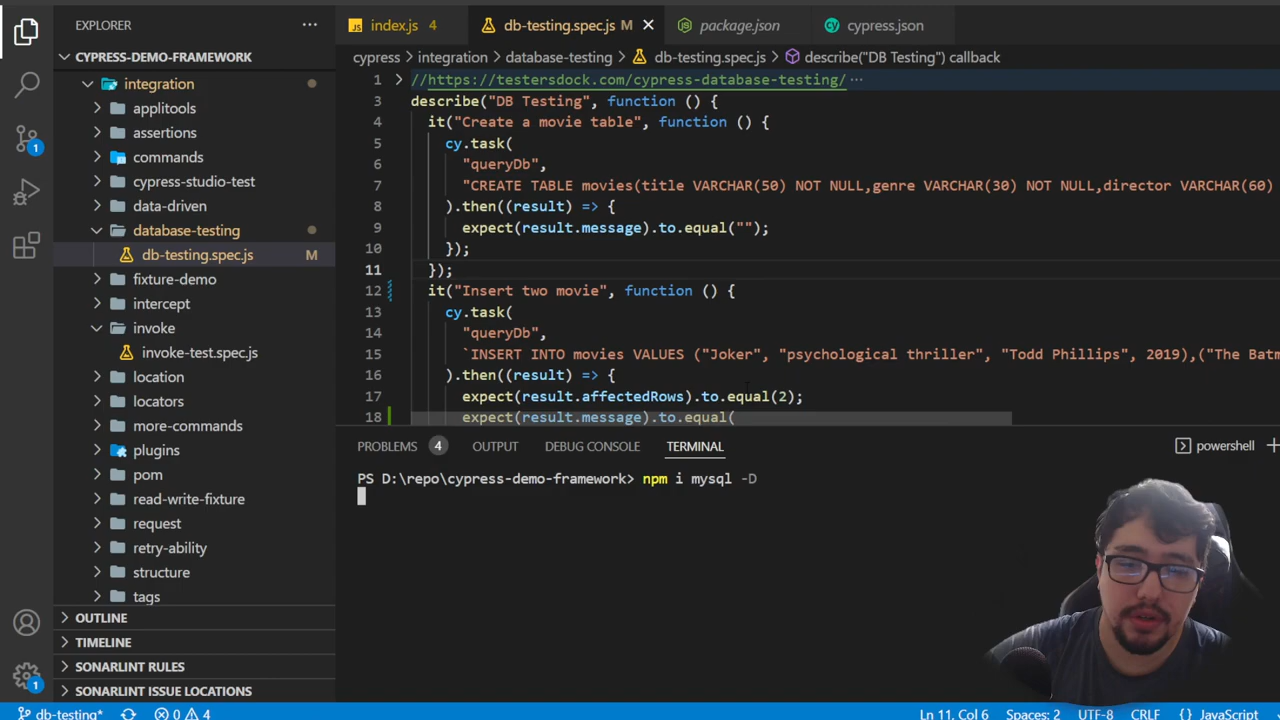 EXPLORER
index.js 4
db-testing.spec.js M
package.json
cypress.json
CYPRESS-DEMO-FRAMEWORK
cypress > integration > database-testing > db-testing.spec.js > describe("DB Testing") callback
integration
applitools
assertions
commands
cypress-studio-test
data-driven
database-testing
db-testing.spec.js M
fixture-demo
intercept
invoke
invoke-test.spec.js
location
locators
more-commands
plugins
pom
read-write-fixture
request
retry-ability
structure
tags
OUTLINE
TIMELINE
SONARLINT RULES
SONARLINT ISSUE LOCATIONS
1 //https://testersdock.com/cypress-database-testing/ ...
3 describe("DB Testing", function () {
4 it("Create a movie table", function () {
5 cy.task(
6 "queryDb",
7 "CREATE TABLE movies(title VARCHAR(50) NOT NULL,genre VARCHAR(30) NOT NULL,director VARCHAR(60)
8 ).then((result) => {
9 expect(result.message).to.equal("");
10 });
11 });
12 it("Insert two movie", function () {
13 cy.task(
14 "queryDb",
15 `INSERT INTO movies VALUES ("Joker", "psychological thriller", "Todd Phillips", 2019),("The Batm
16 ).then((result) => {
17 expect(result.affectedRows).to.equal(2);
18 expect(result.message).to.equal(
PROBLEMS 4 OUTPUT DEBUG CONSOLE TERMINAL powershell
PS D:\repo\cypress-demo-framework> npm i mysql -D
1
1
db-testing* 0 4 Ln 11, Col 6 Spaces: 2 UTF-8 CRLF {} JavaScript